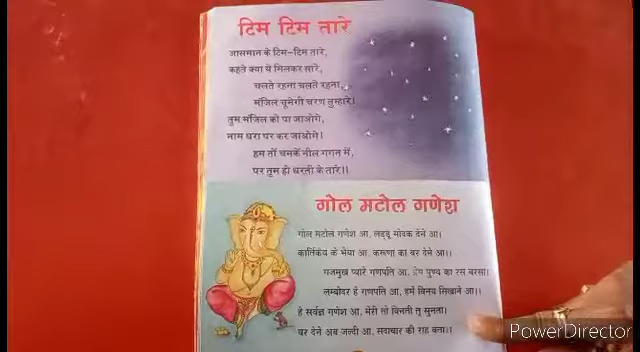 टिम टिम तारे
आसमान के टिम-टिम तारे,
कहते क्या ये मिलकर सारे,
चलते रहना चलते रहना,
मंजिल चूमेगी चरण तुम्हारे।
तुम मंजिल को पा जाओगे,
नाम धरा पर कर जाओगे।
हम तों चमकें नील गगन में,
पर तुम हो धरती के तारे।।
गोल मटोल गणेश
गोल मटोल गणेश आ, लड्डू मोदक देने आ।
कार्तिकेय के भैया आ, करूणा का वर देने आ।।
गजमुख प्यारे गणपति आ, प्रेम पुण्य का रस बरसा।
लम्बोदर हे गणपति आ, हमें विनय सिखाने आ।।
हे सर्वज्ञ गणेश आ, मेरी तो विनती तू सुनता।
वर देने अब जल्दी आ, सदाचार की राह बता।।
PowerDirector